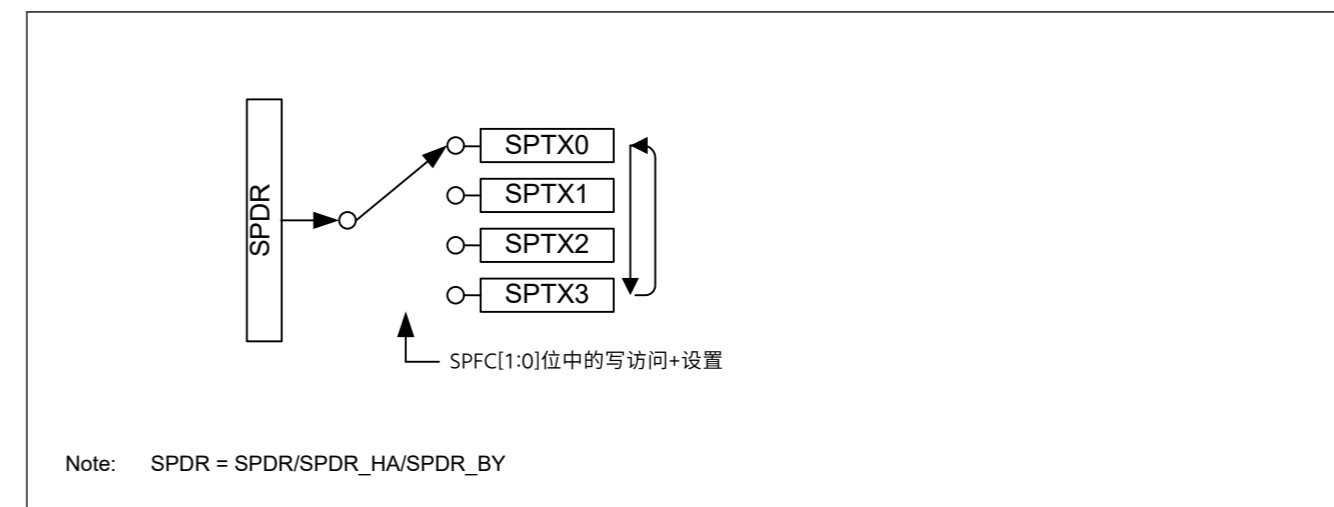 SPDR
SPTX0
SPTX1
SPTX2
SPTX3
SPFC[1:0]位中的写访问+设置
Note: SPDR = SPDR/SPDR_HA/SPDR_BY